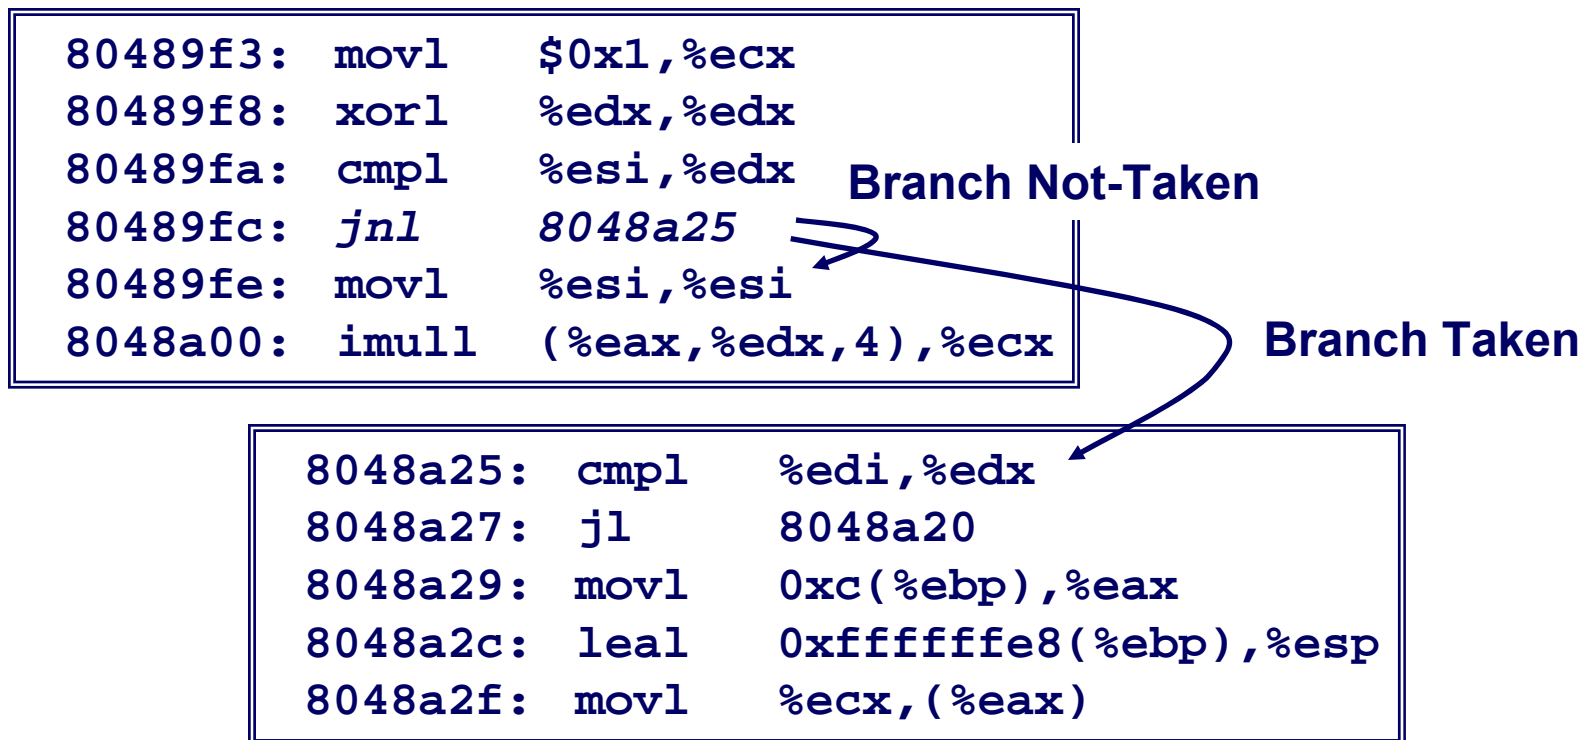 80489f3: movl $0x1,%ecx
80489f8: xorl %edx,%edx
80489fa: cmpl %esi,%edx
Branch Not-Taken
80489fc: jnl 8048a25
80489fe: movl %esi,%esi
8048a00: imull (%eax,%edx,4),%ecx
Branch Taken
8048a25: cmpl %edi,%edx
8048a27: jl 8048a20
8048a29: movl 0xc(%ebp),%eax
8048a2c: leal 0xffffffe8(%ebp),%esp
8048a2f: movl %ecx,(%eax)